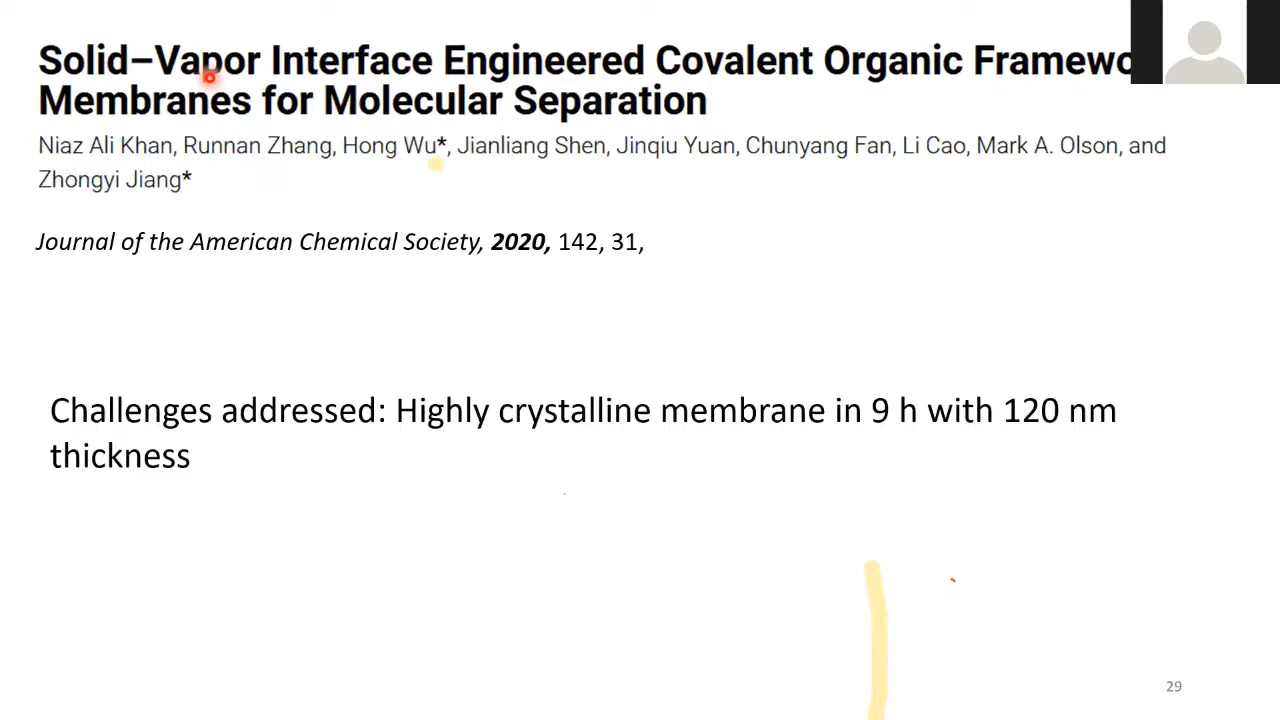 Solid–Vapor Interface Engineered Covalent Organic Framewo
Membranes for Molecular Separation
Niaz Ali Khan, Runnan Zhang, Hong Wu*, Jianliang Shen, Jinqiu Yuan, Chunyang Fan, Li Cao, Mark A. Olson, and
Zhongyi Jiang*
Journal of the American Chemical Society, 2020, 142, 31,
Challenges addressed: Highly crystalline membrane in 9 h with 120 nm
thickness
29